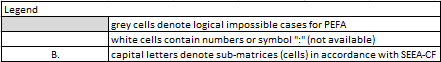 Legend
grey cells denote logical impossible cases for PEFA
white cells contain numbers or symbol ":" (not available)
B. capital letters denote sub-matrices (cells) in accordance with SEEA-CF